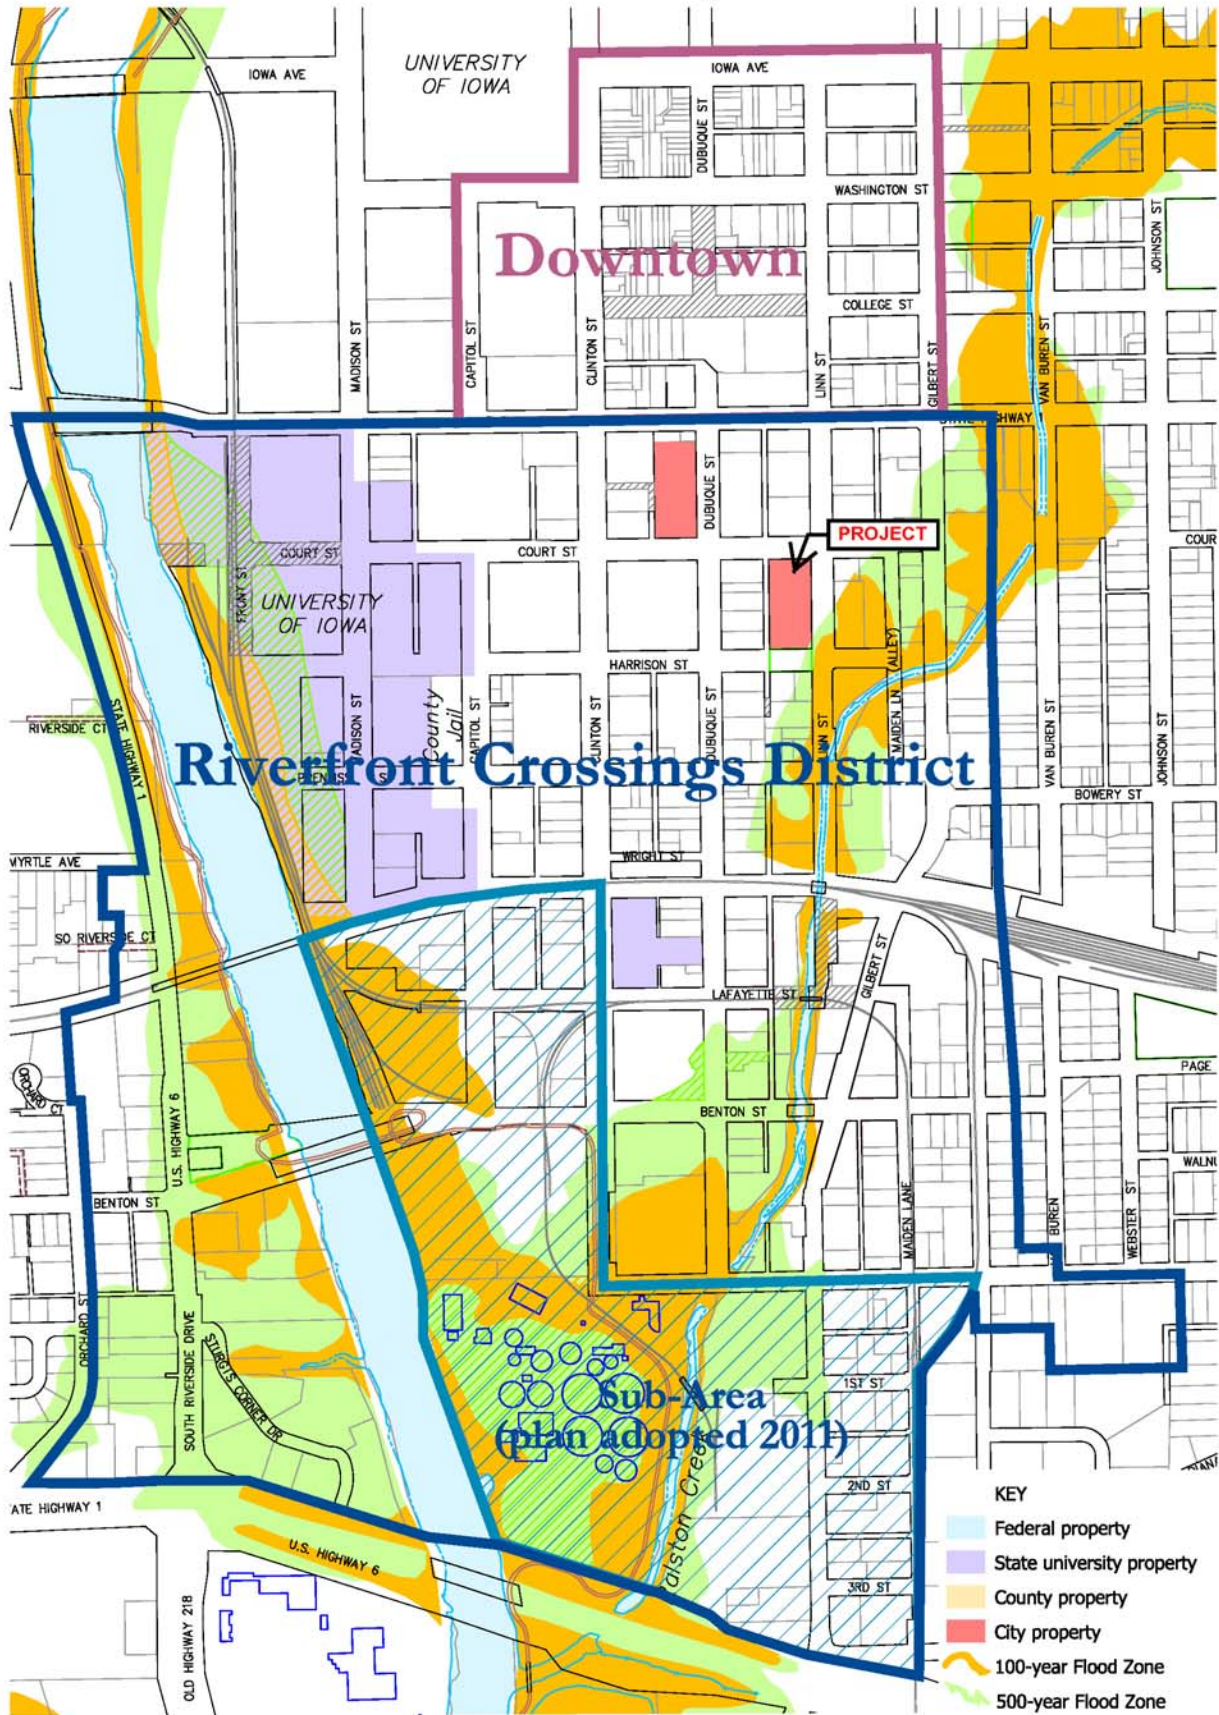 UNIVERSITY
OF IOWA
IOWA AVE
IOWA AVE
DUBUQUE ST
WASHINGTON ST
JOHNSON ST
Downtown
COLLEGE ST
MADISON ST
CAPITOL ST
CLINTON ST
LINN ST
GILBERT ST
VAN BUREN ST
HIGHWAY 1
DUBUQUE ST
PROJECT
COURT ST
COURT ST
COUR
FRONT ST
UNIVERSITY
OF IOWA
HARRISON ST
STATE HIGHWAY 1
RIVERSIDE CT
MADISON ST
County
Jail
CAPITOL ST
CLINTON ST
DUBUQUE ST
LINN ST
MAIDEN LN (ALLEY)
VAN BUREN ST
JOHNSON ST
Riverfront Crossings District
BOWERY ST
MYRTLE AVE
WRIGHT ST
SO RIVERSIDE CT
GILBERT ST
LAFAYETTE ST
ORCHARD CT
PAGE
U.S. HIGHWAY 6
BENTON ST
WALNU
BENTON ST
MAIDEN LANE
BUREN
WEBSTER ST
ORCHARD ST
SOUTH RIVERSIDE DRIVE
STURGIS CORNER DR
1ST ST
Sub-Area
(plan adopted 2011)
Ralston Creek
2ND ST
ATE HIGHWAY 1
U.S. HIGHWAY 6
3RD ST
OLD HIGHWAY 218
KEY
Federal property
State university property
County property
City property
100-year Flood Zone
500-year Flood Zone